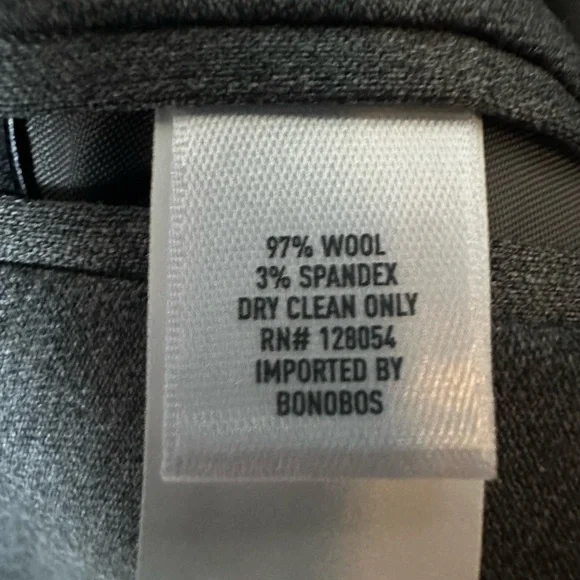 97% WOOL
3% SPANDEX
DRY CLEAN ONLY
RN# 128054
IMPORTED BY
BONOBOS